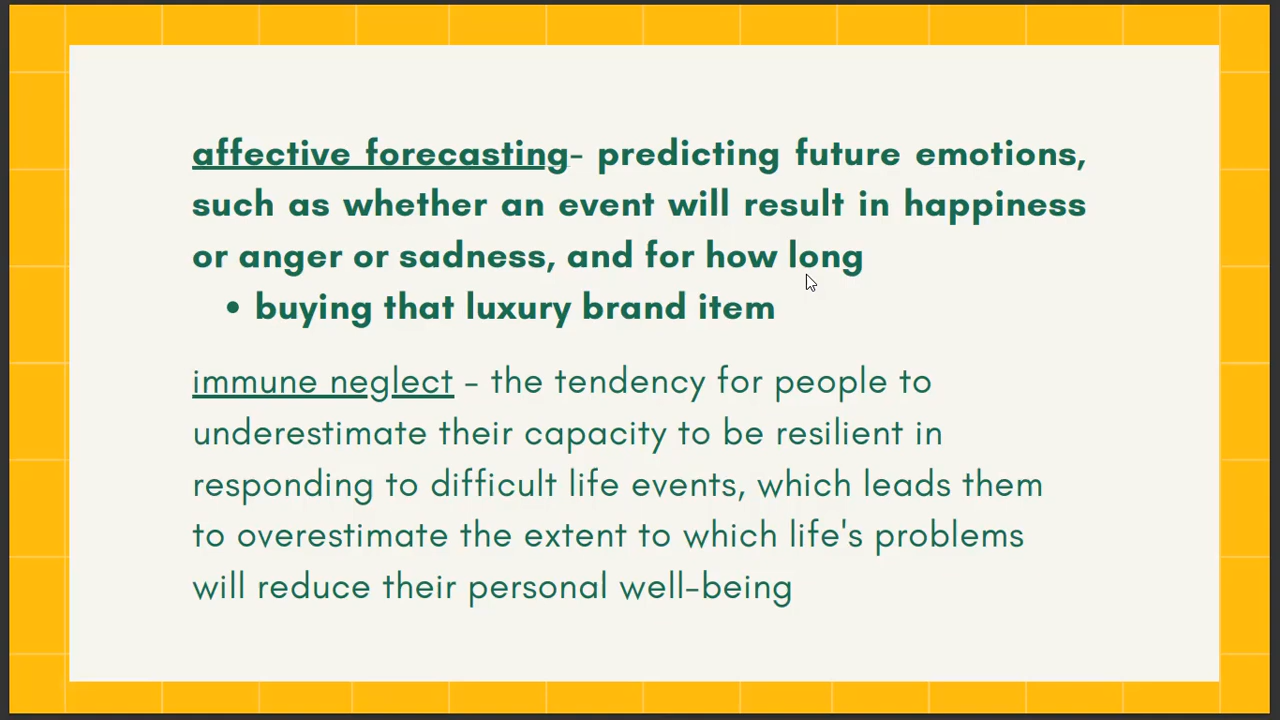 affective forecasting- predicting future emotions,
such as whether an event will result in happiness
or anger or sadness, and for how long
• buying that luxury brand item
immune neglect - the tendency for people to
underestimate their capacity to be resilient in
responding to difficult life events, which leads them
to overestimate the extent to which life's problems
will reduce their personal well-being